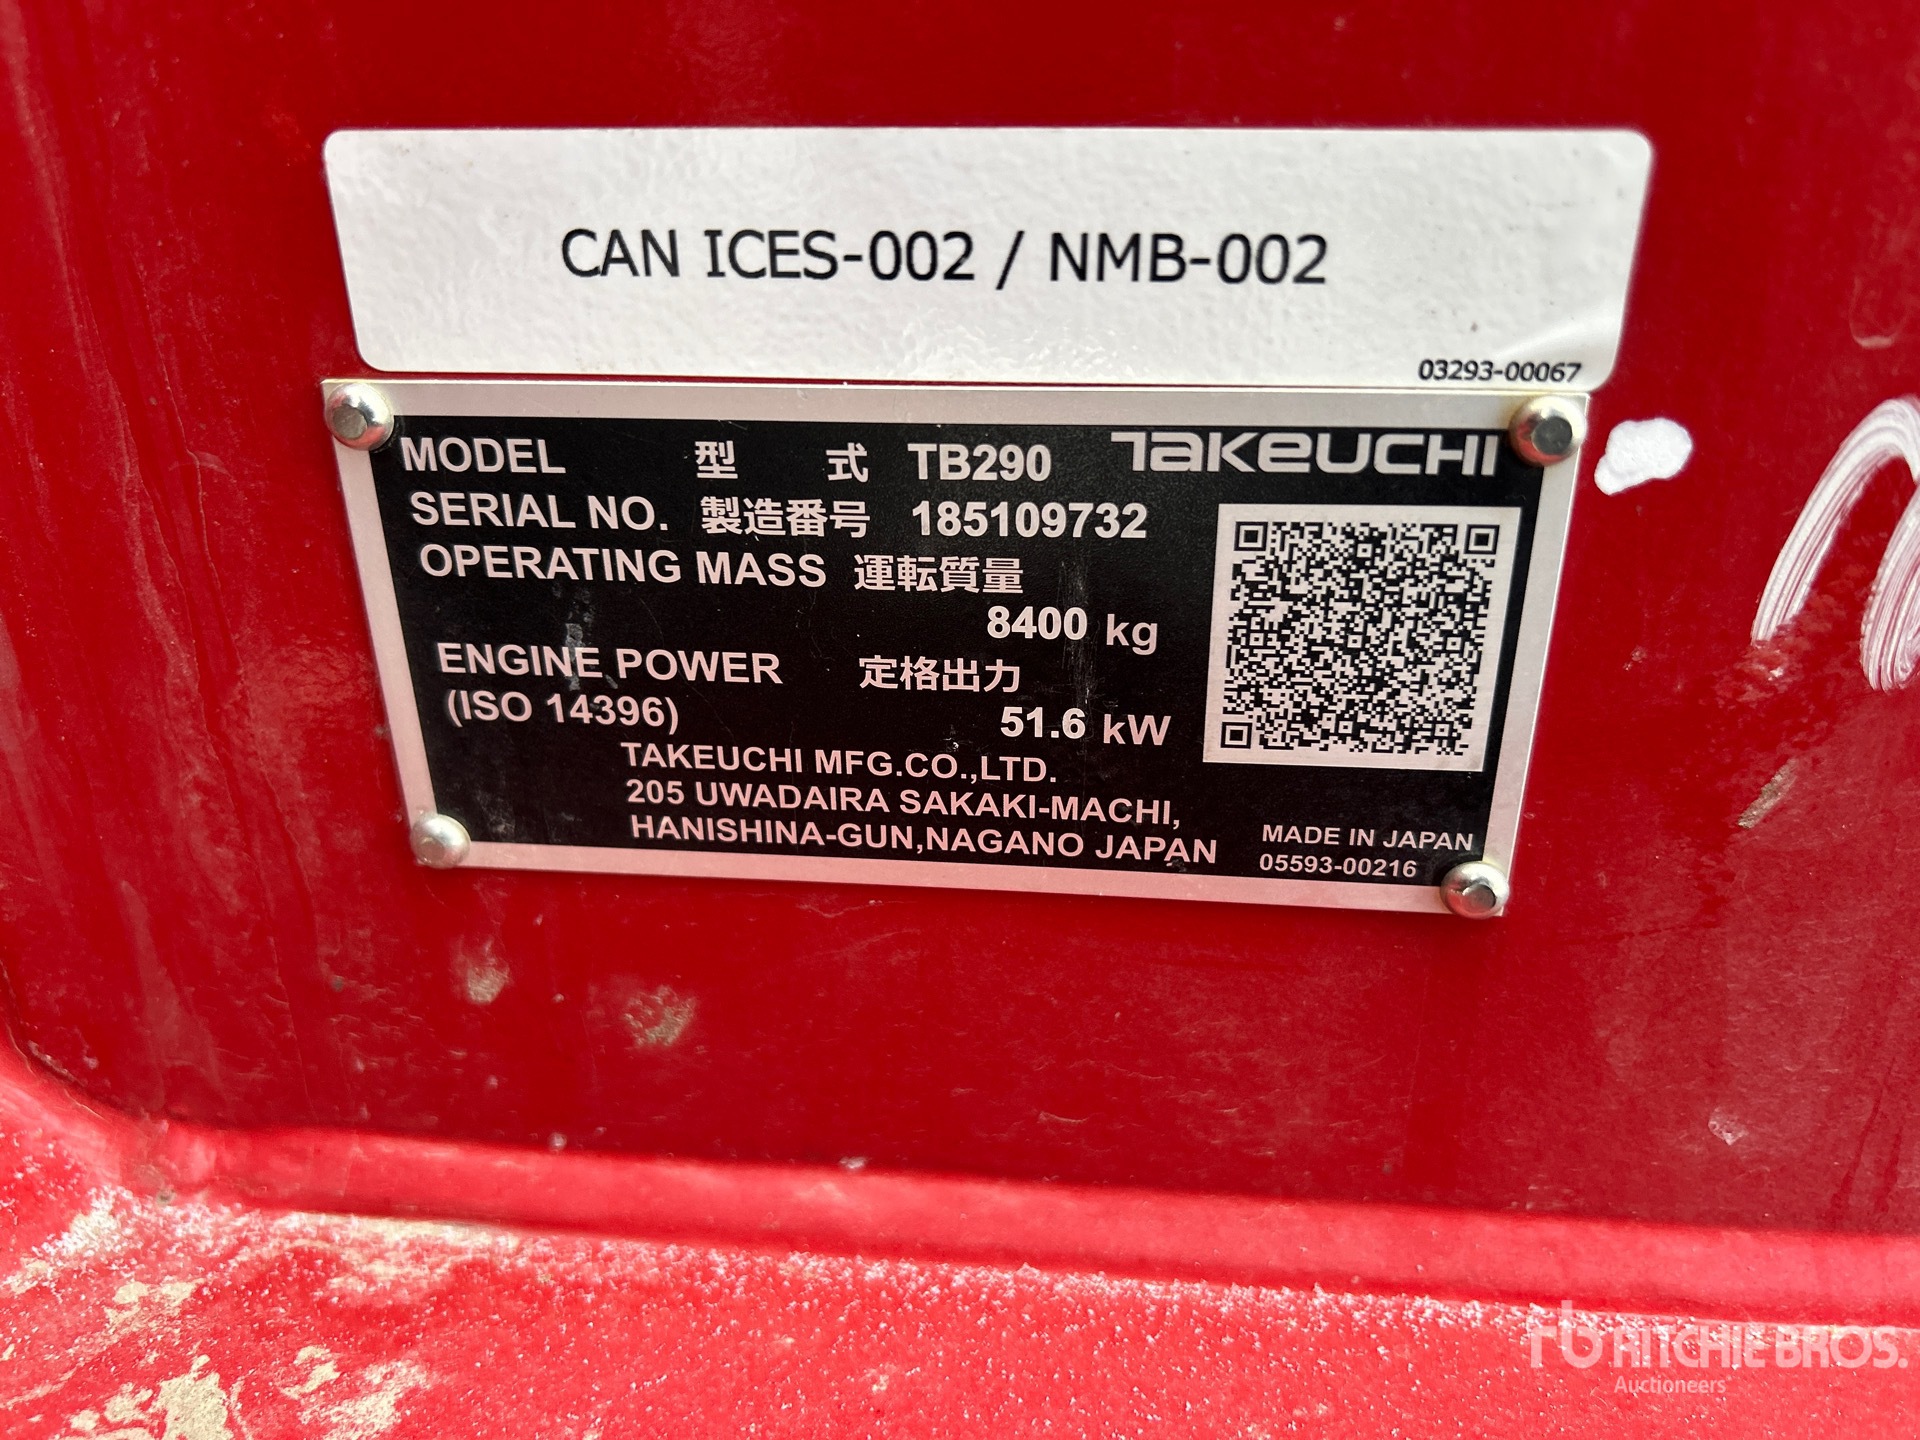 CAN ICES-002 / NMB-002
03293-00067
MODEL 型 式 TB290 TAKEUCHI
SERIAL NO. 製造番号 185109732
OPERATING MASS 運転質量
8400 kg
ENGINE POWER 定格出力
(ISO 14396) 51.6 kW
TAKEUCHI MFG.CO.,LTD.
205 UWADAIRA SAKAKI-MACHI,
HANISHINA-GUN,NAGANO JAPAN
MADE IN JAPAN
05593-00216
rb RITCHIE BROS.
Auctioneers